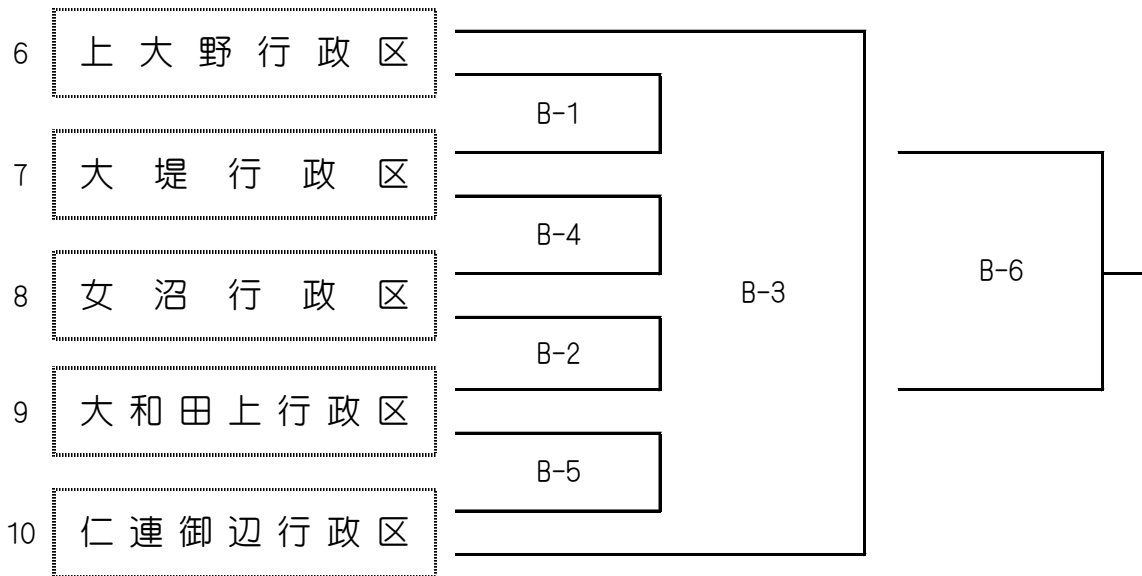 6 上大野行政区
B-1
7 大堤行政区
B-4
8 女沼行政区
B-3
B-6
B-2
9 大和田上行政区
B-5
10 仁連御辺行政区